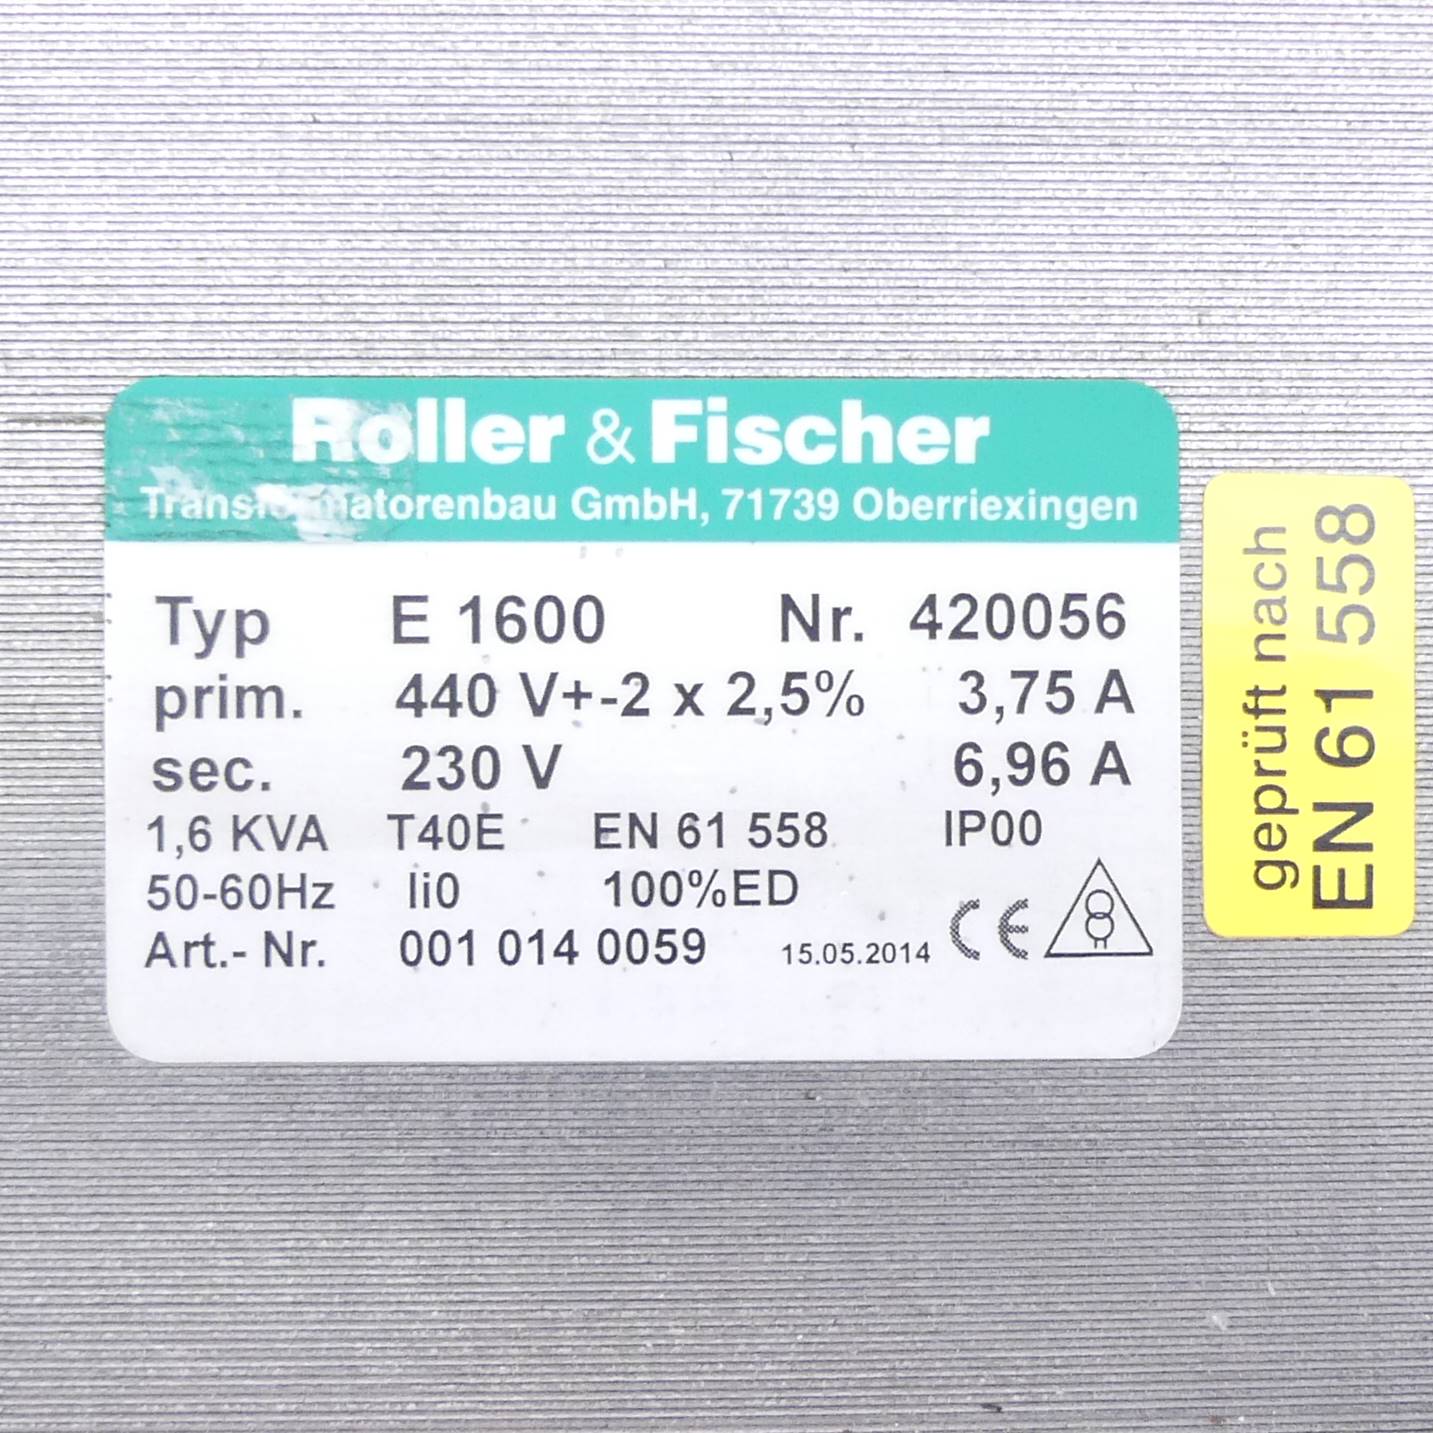 Roller & Fischer
Transformatorenbau GmbH, 71739 Oberriexingen
Typ E 1600 Nr. 420056
prim. 440 V+-2 x 2,5% 3,75 A
sec. 230 V 6,96 A
1,6 KVA T40E EN 61 558 IP00
50-60Hz Ii0 100%ED
Art.- Nr. 001 014 0059 15.05.2014 CE
geprüft nach
EN 61 558